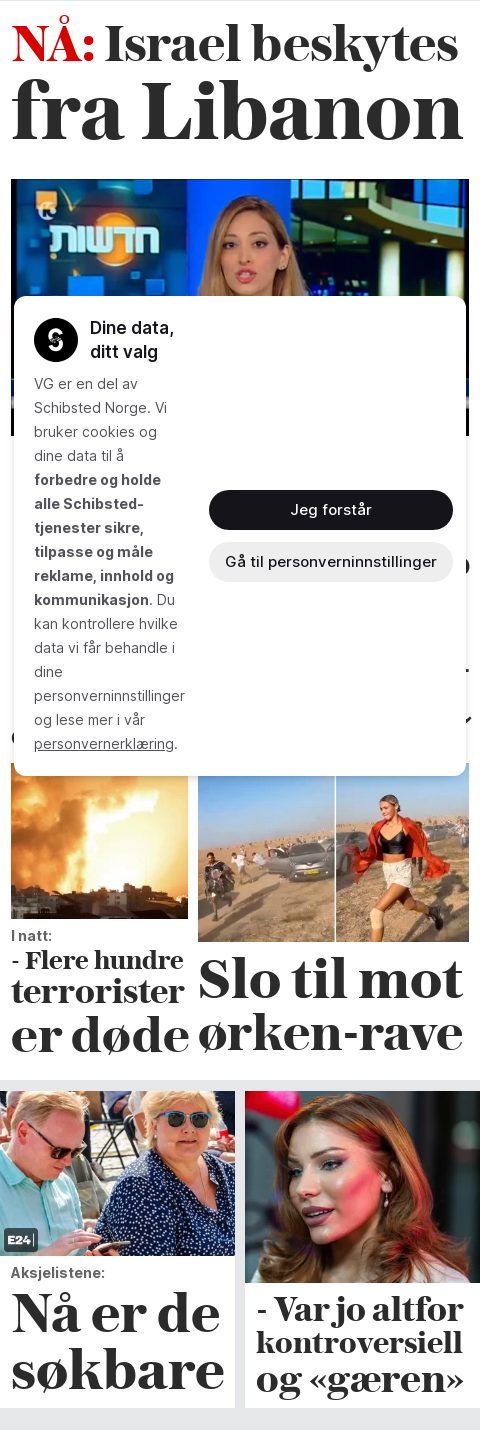 NÅ: Israel beskytes
fra Libanon
חדשות
Dine data,
ditt valg
VG er en del av
Schibsted Norge. Vi
bruker cookies og
dine data til å
forbedre og holde
alle Schibsted-
tjenester sikre,
tilpasse og måle
reklame, innhold og
kommunikasjon. Du
kan kontrollere hvilke
data vi får behandle i
dine
personverninnstillinger
og lese mer i vår
personvernerklæring.
Jeg forstår
Gå til personverninnstillinger
I natt:
- Flere hundre
terrorister
er døde
Slo til mot
ørken-rave
E24
Aksjelistene:
Nå er de
søkbare
- Var jo altfor
kontroversiell
og «gæren»